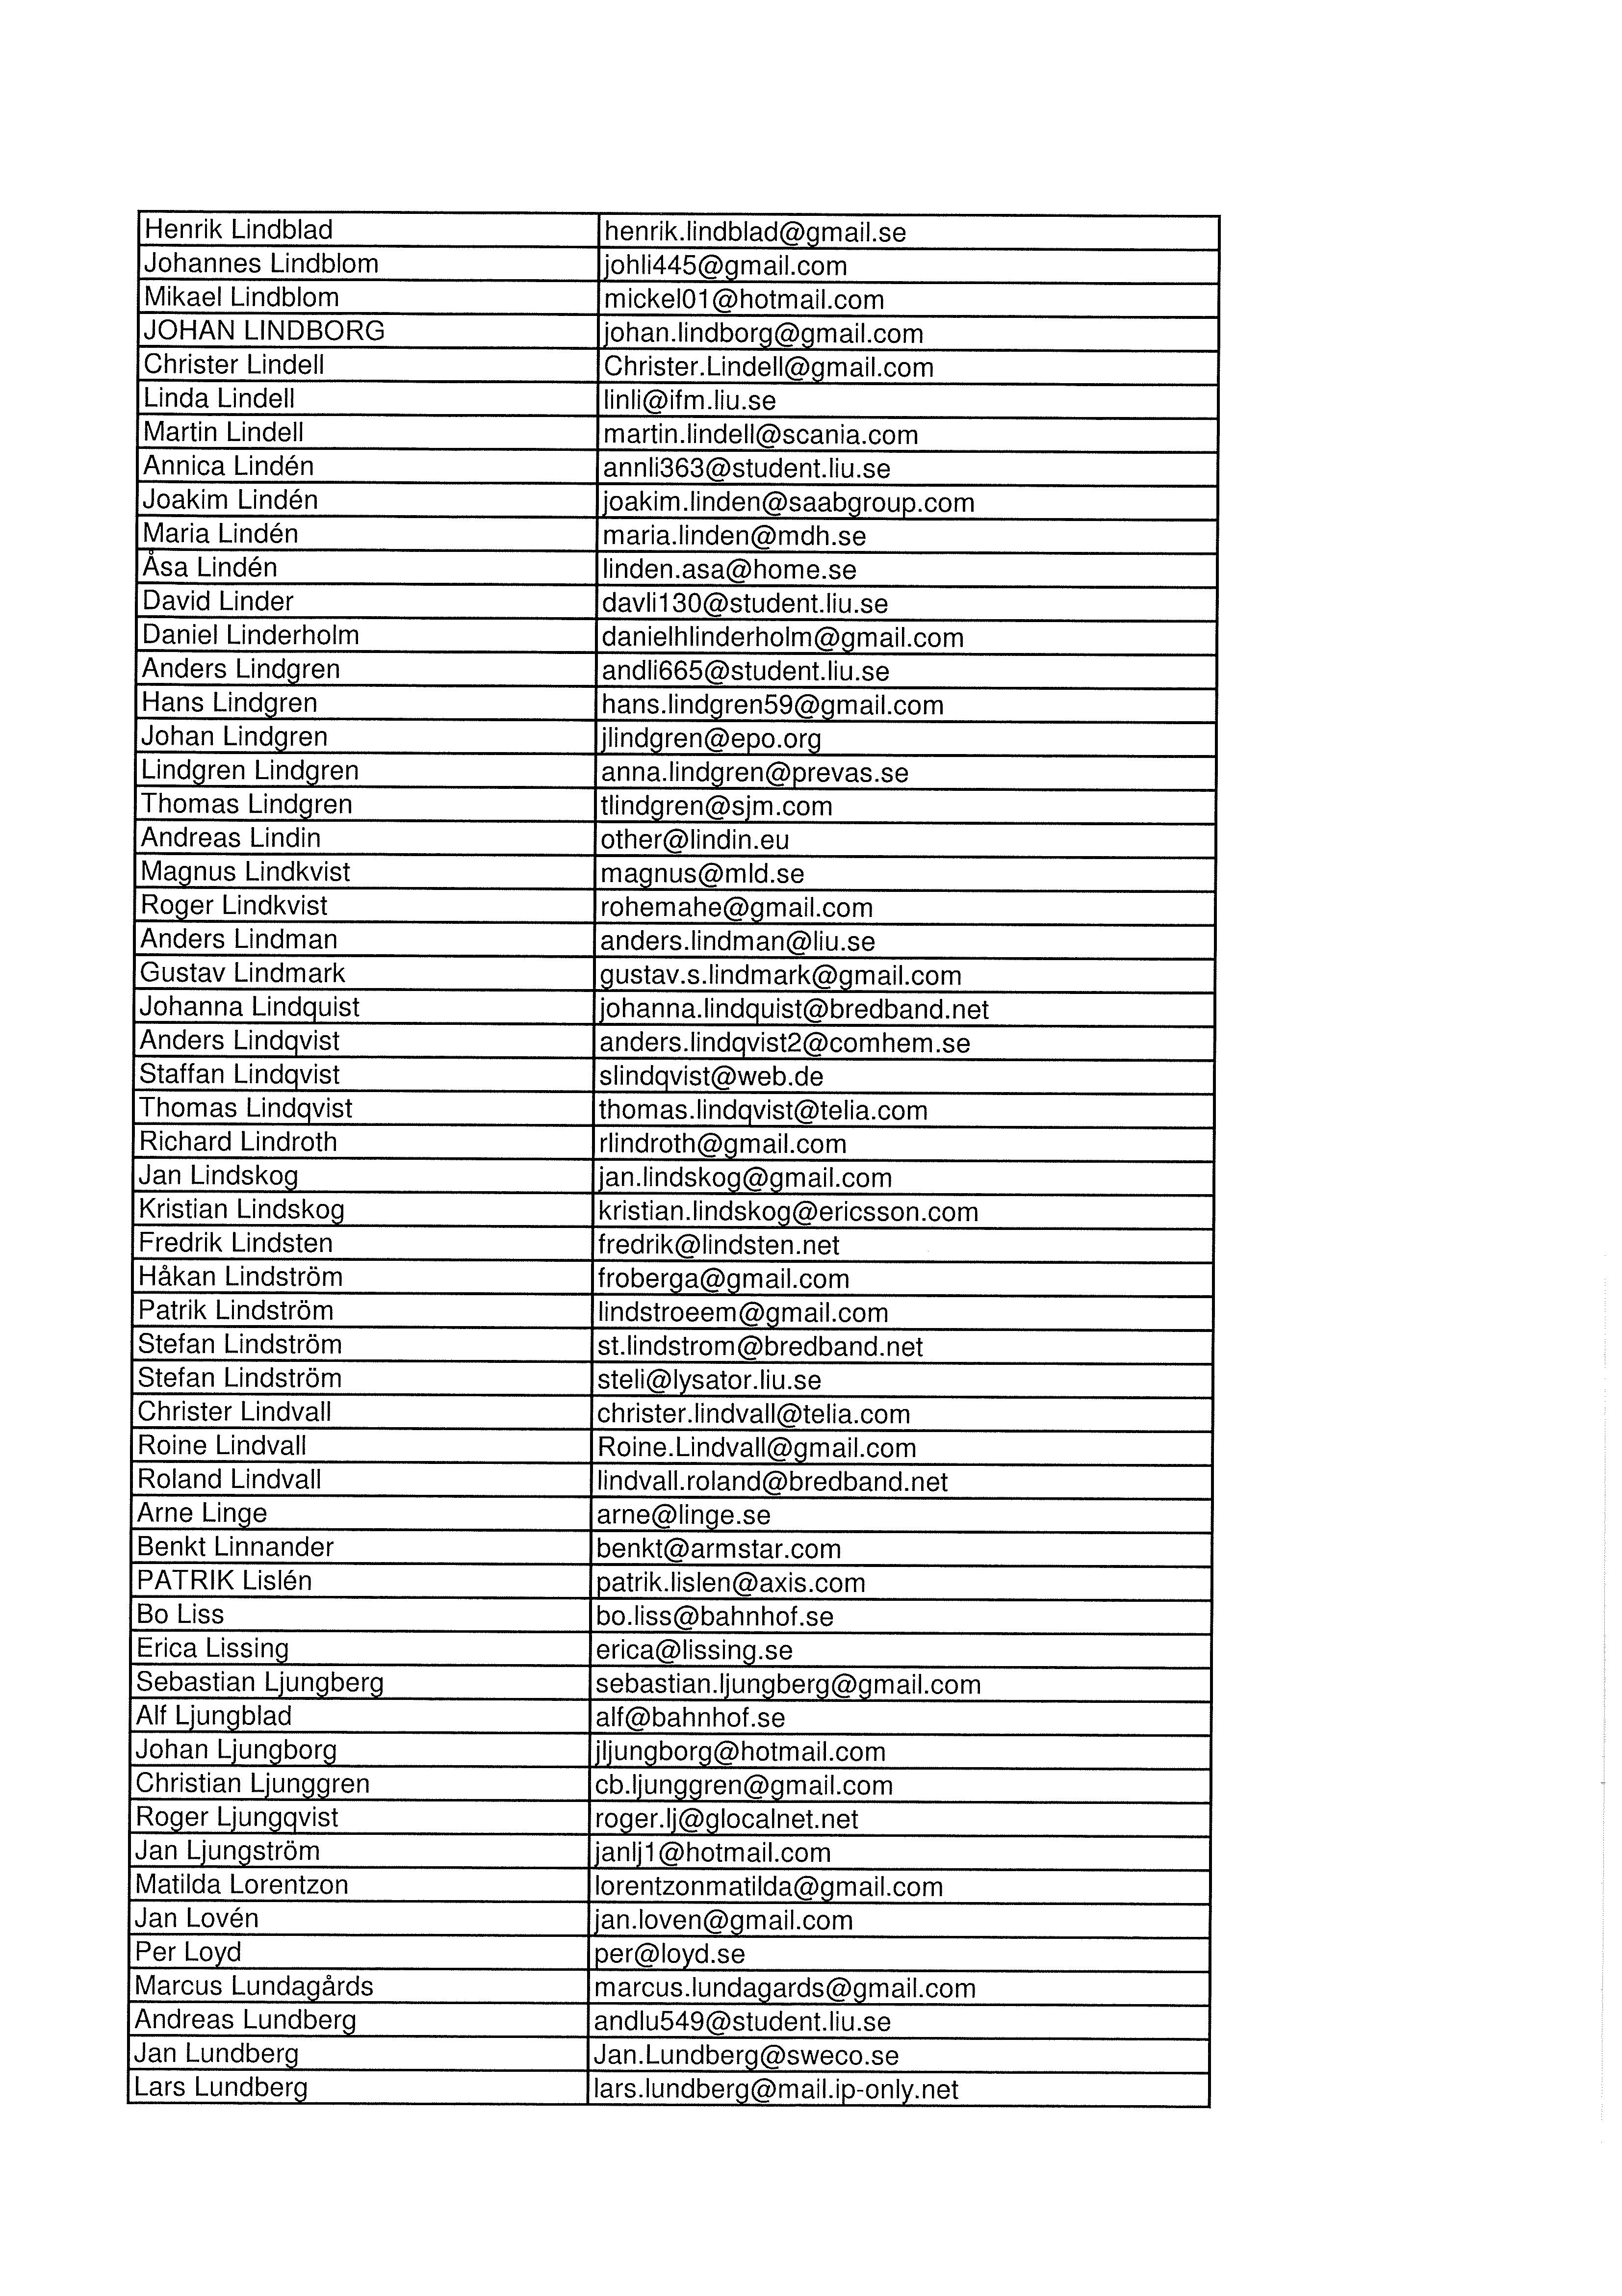 Henrik Lindblad henrik.lindblad@gmail.se
Johannes Lindblom johli445@gmail.com
Mikael Lindblom mickel01@hotmail.com
JOHAN LINDBORG johan.lindborg@gmail.com
Christer Lindell Christer.Lindell@gmail.com
Linda Lindell linli@ifm.liu.se
Martin Lindell martin.lindell@scania.com
Annica Lindén annli363@student.liu.se
Joakim Lindén joakim.linden@saabgroup.com
Maria Lindén maria.linden@mdh.se
Åsa Lindén linden.asa@home.se
David Linder davli130@student.liu.se
Daniel Linderholm danielhlinderholm@gmail.com
Anders Lindgren andli665@student.liu.se
Hans Lindgren hans.lindgren59@gmail.com
Johan Lindgren jlindgren@epo.org
Lindgren Lindgren anna.lindgren@prevas.se
Thomas Lindgren tlindgren@sjm.com
Andreas Lindin other@lindin.eu
Magnus Lindkvist magnus@mld.se
Roger Lindkvist rohemahe@gmail.com
Anders Lindman anders.lindman@liu.se
Gustav Lindmark gustav.s.lindmark@gmail.com
Johanna Lindquist johanna.lindquist@bredband.net
Anders Lindqvist anders.lindqvist2@comhem.se
Staffan Lindqvist slindqvist@web.de
Thomas Lindqvist thomas.lindqvist@telia.com
Richard Lindroth rlindroth@gmail.com
Jan Lindskog jan.lindskog@gmail.com
Kristian Lindskog kristian.lindskog@ericsson.com
Fredrik Lindsten fredrik@lindsten.net
Håkan Lindström froberga@gmail.com
Patrik Lindström lindstroeem@gmail.com
Stefan Lindström st.lindstrom@bredband.net
Stefan Lindström steli@lysator.liu.se
Christer Lindvall christer.lindvall@telia.com
Roine Lindvall Roine.Lindvall@gmail.com
Roland Lindvall lindvall.roland@bredband.net
Arne Linge arne@linge.se
Benkt Linnander benkt@armstar.com
PATRIK Lislén patrik.lislen@axis.com
Bo Liss bo.liss@bahnhof.se
Erica Lissing erica@lissing.se
Sebastian Ljungberg sebastian.ljungberg@gmail.com
Alf Ljungblad alf@bahnhof.se
Johan Ljungborg jljungborg@hotmail.com
Christian Ljunggren cb.ljunggren@gmail.com
Roger Ljungqvist roger.lj@glocalnet.net
Jan Ljungström janlj1@hotmail.com
Matilda Lorentzon lorentzonmatilda@gmail.com
Jan Lovén jan.loven@gmail.com
Per Loyd per@loyd.se
Marcus Lundagårds marcus.lundagards@gmail.com
Andreas Lundberg andlu549@student.liu.se
Jan Lundberg Jan.Lundberg@sweco.se
Lars Lundberg lars.lundberg@mail.ip-only.net